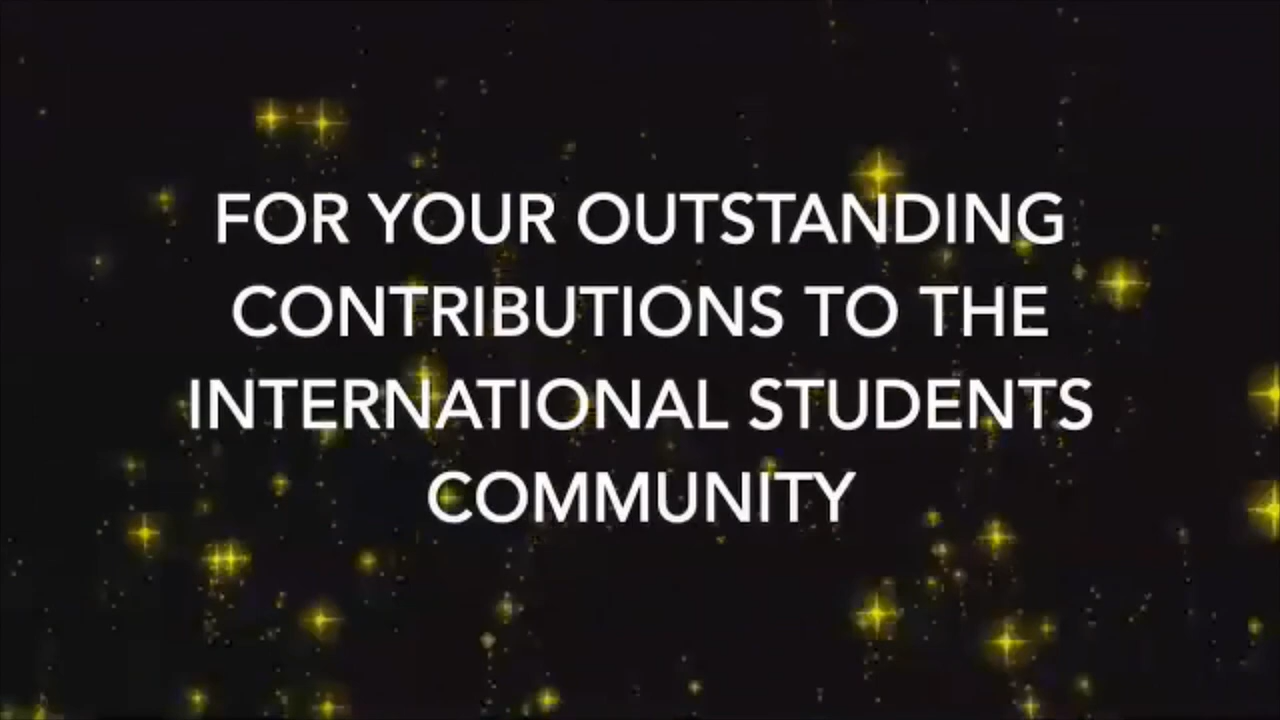 FOR YOUR OUTSTANDING
CONTRIBUTIONS TO THE
INTERNATIONAL STUDENTS
COMMUNITY